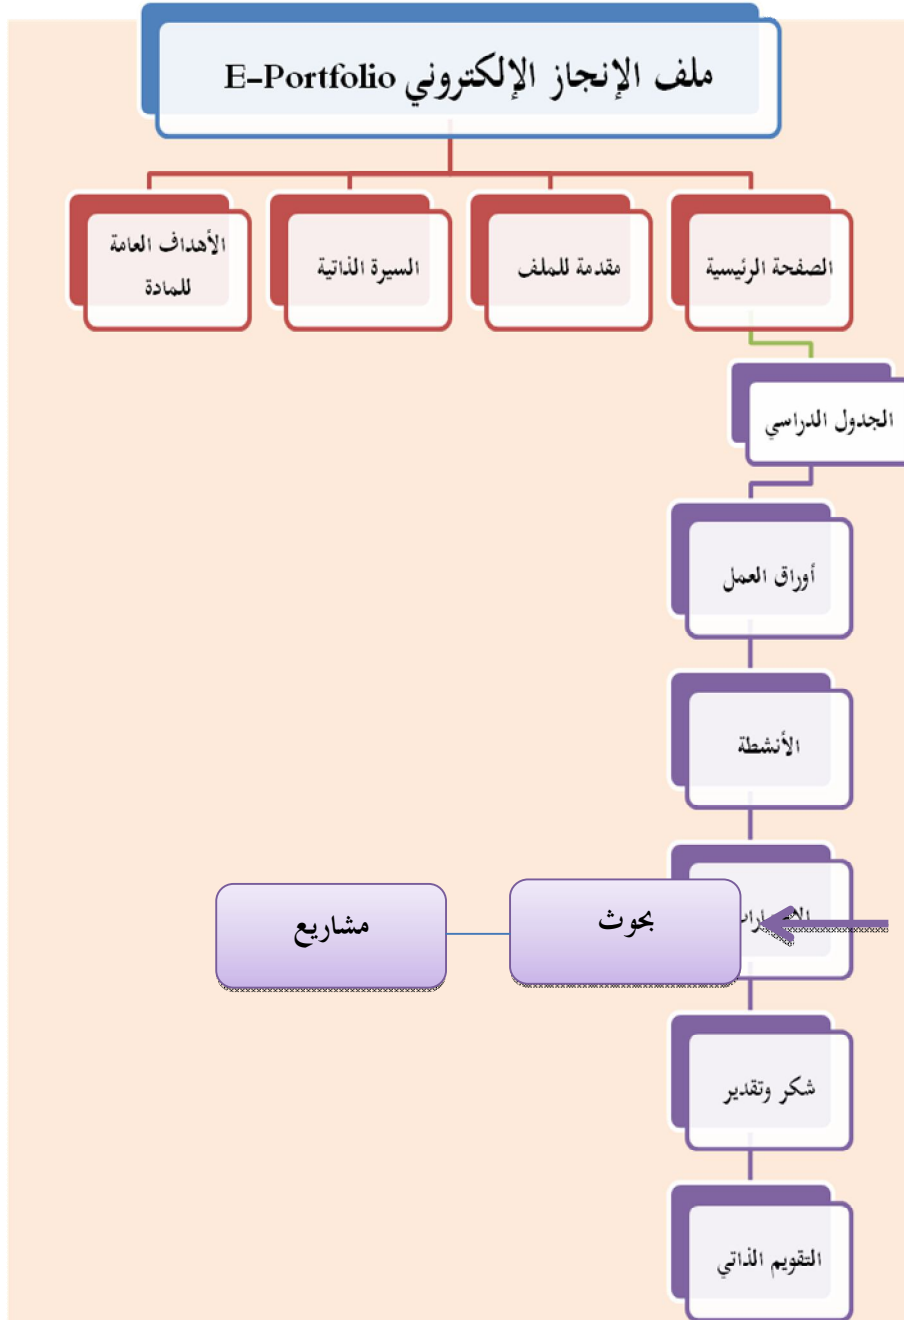 ملف الإنجاز الإلكتروني E-Portfolio
الصفحة الرئيسية
مقدمة للملف
السيرة الذاتية
الأهداف العامة
للمادة
الجدول الدراسي
أوراق العمل
الأنشطة
بحوث
مشاريع
شكر وتقدير
التقويم الذاتي